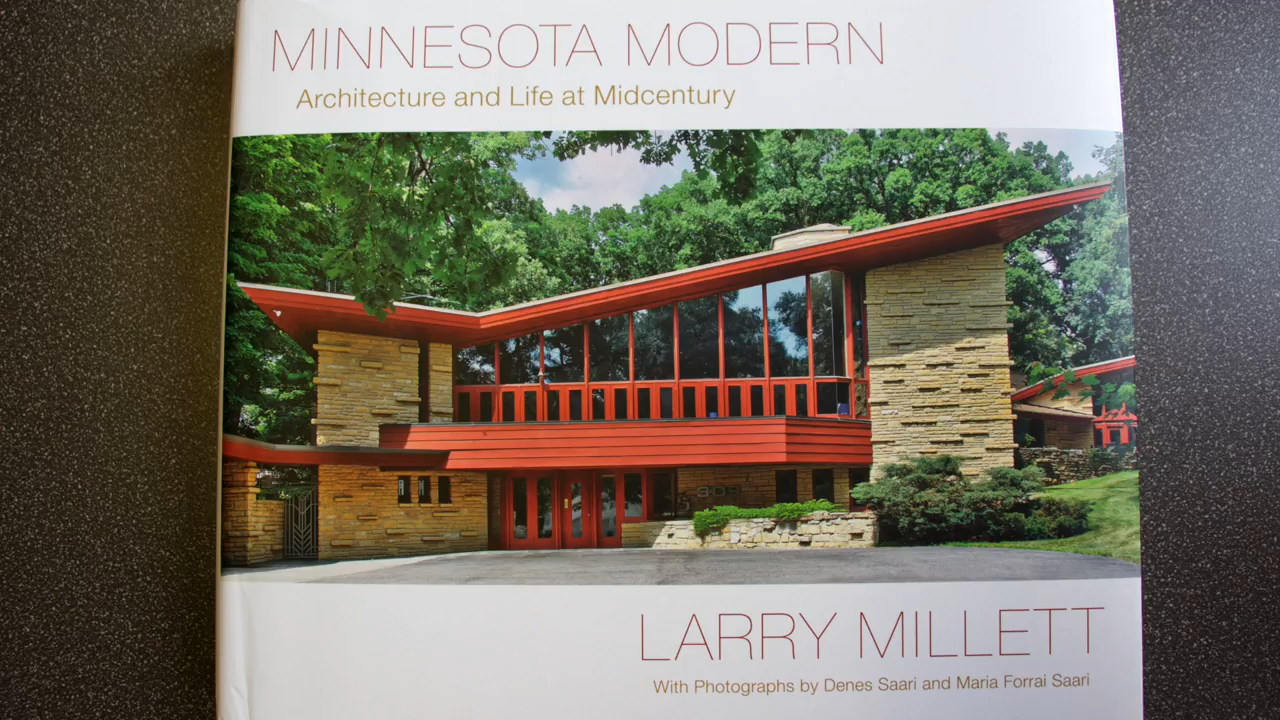 MINNESOTA MODERN
Architecture and Life at Midcentury
LARRY MILLETT
With Photographs by Denes Saari and Maria Forrai Saari